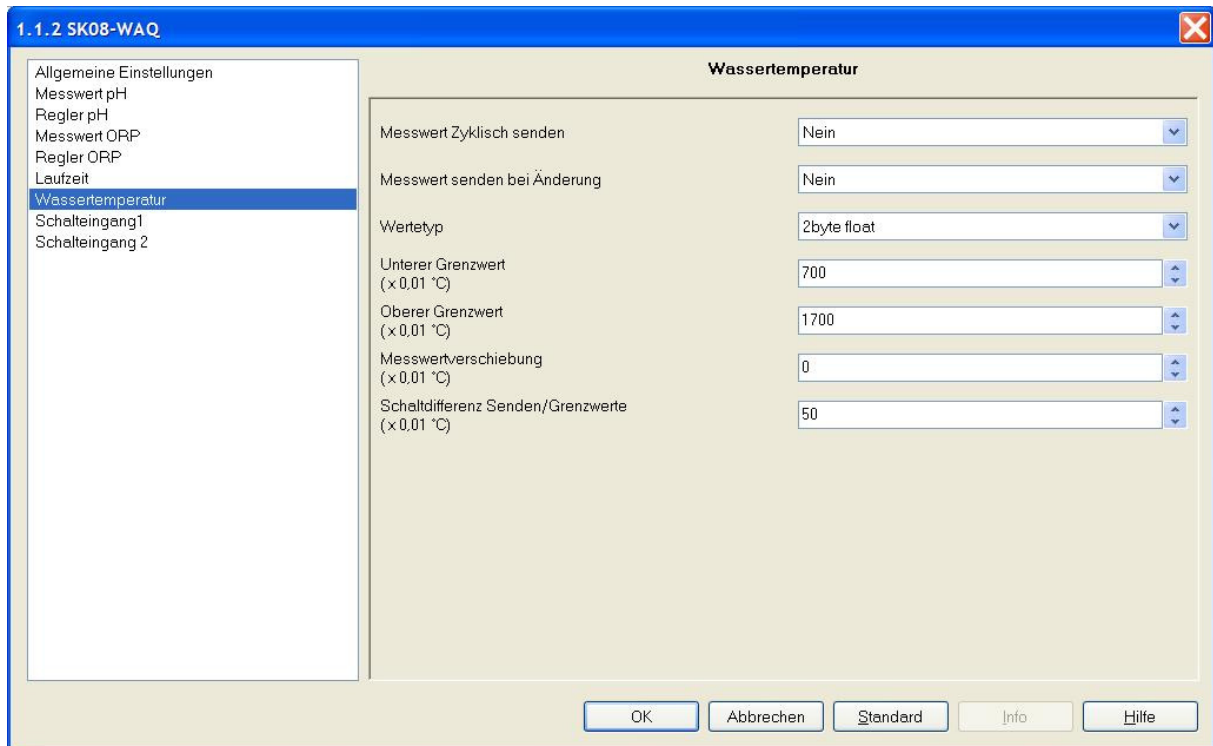 1.1.2 SK08-WAQ
Allgemeine Einstellungen
Messwert pH
Regler pH
Messwert ORP
Regler ORP
Laufzeit
Wassertemperatur
Schalteingang1
Schalteingang 2
Wassertemperatur
Messwert Zyklisch senden
Nein
Messwert senden bei Änderung
Nein
Wertetyp
2byte float
Unterer Grenzwert
(x 0,01 °C)
700
Oberer Grenzwert
(x 0,01 °C)
1700
Messwertverschiebung
(x 0,01 °C)
0
Schaltdifferenz Senden/Grenzwerte
(x 0,01 °C)
50
OK
Abbrechen
Standard
Info
Hilfe